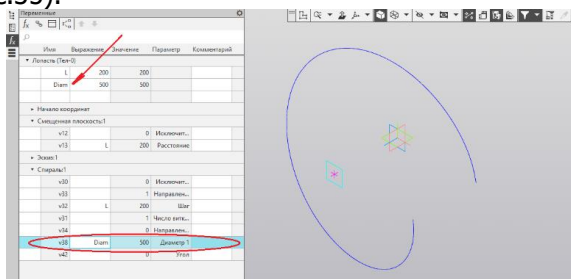 с.99).
Переменные
Имя Выражение Значение Параметр Комментарий
Лопасть (Тел-0)
L 200 200
Diam 500 500
Начало координат
Смещенная плоскость:1
v12 0 Исключит...
v13 L 200 Расстояние
Эскиз:1
Спираль:1
v30 0 Исключит...
v33 1 Направлен...
v32 L 200 Шаг
v31 1 Число витк...
v34 0 Направлен...
v38 Diam 500 Диаметр 1
v42 0 Угол